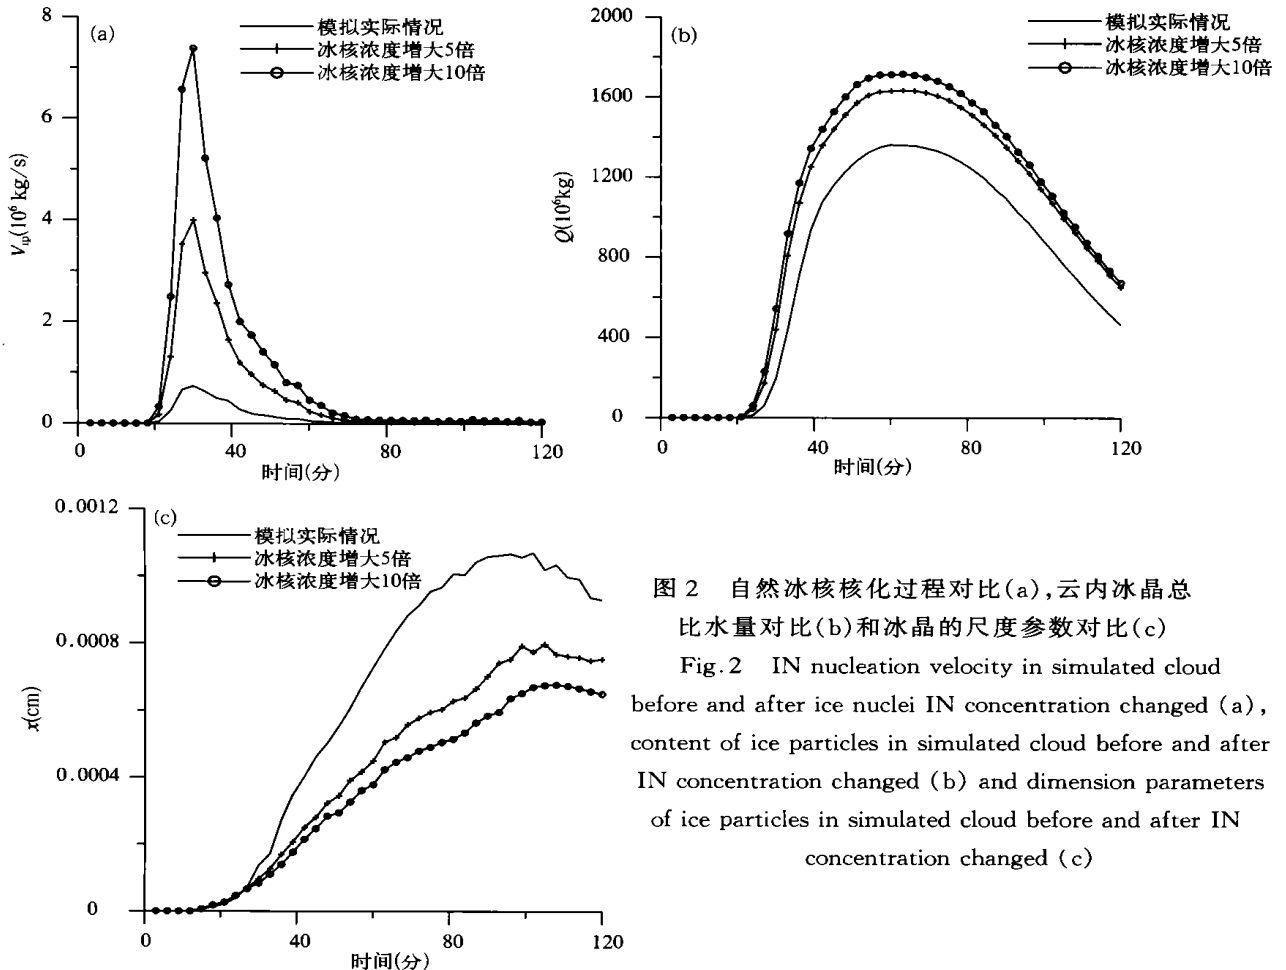 (a)
模拟实际情况
冰核浓度增大5倍
冰核浓度增大10倍
8
6
4
2
0
V_ip(10⁶ kg/s)
0
40
80
120
时间(分)
(b)
模拟实际情况
冰核浓度增大5倍
冰核浓度增大10倍
2000
1600
1200
800
400
0
Q(10⁶kg)
0
40
80
120
时间(分)
(c)
模拟实际情况
冰核浓度增大5倍
冰核浓度增大10倍
0.0012
0.0008
0.0004
0
x(cm)
0
40
80
120
时间(分)
图 2 自然冰核核化过程对比(a),云内冰晶总
比水量对比(b)和冰晶的尺度参数对比(c)
Fig.2 IN nucleation velocity in simulated cloud
before and after ice nuclei IN concentration changed (a),
content of ice particles in simulated cloud before and after
IN concentration changed (b) and dimension parameters
of ice particles in simulated cloud before and after IN
concentration changed (c)